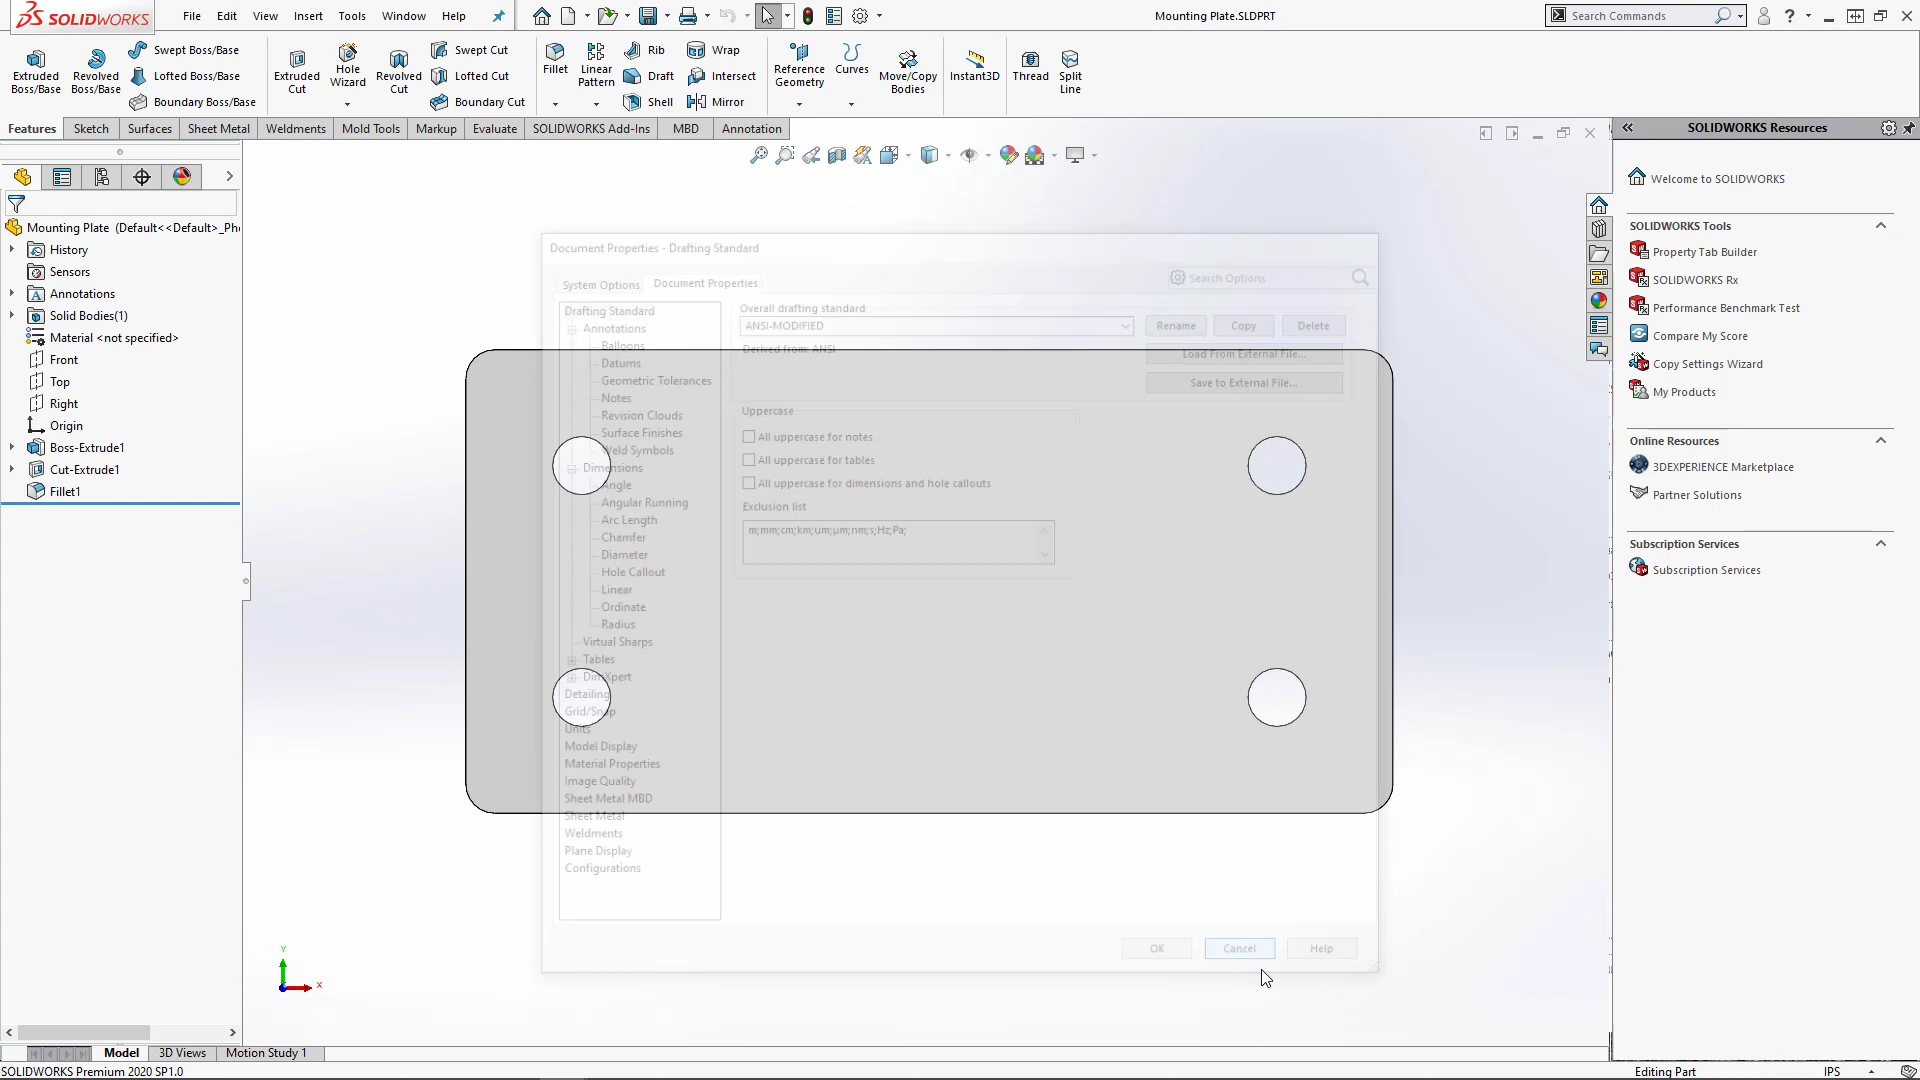 SOLIDWORKS
File Edit View Insert Tools Window Help
Mounting Plate.SLDPRT
Search Commands
Extruded Boss/Base
Revolved Boss/Base
Swept Boss/Base
Lofted Boss/Base
Boundary Boss/Base
Extruded Cut
Hole Wizard
Revolved Cut
Swept Cut
Lofted Cut
Boundary Cut
Fillet
Linear Pattern
Rib
Draft
Shell
Wrap
Intersect
Mirror
Reference Geometry
Curves
Move/Copy Bodies
Instant3D
Thread
Split Line
Features Sketch Surfaces Sheet Metal Weldments Mold Tools Markup Evaluate SOLIDWORKS Add-Ins MBD Annotation
Mounting Plate (Default<<Default>_Ph
History
Sensors
Annotations
Solid Bodies(1)
Material <not specified>
Front
Top
Right
Origin
Boss-Extrude1
Cut-Extrude1
Fillet1
Document Properties - Drafting Standard
System Options Document Properties
Search Options
Drafting Standard
Annotations
Balloons
Datums
Geometric Tolerances
Notes
Revision Clouds
Surface Finishes
Weld Symbols
Dimensions
Angle
Angular Running
Arc Length
Chamfer
Diameter
Hole Callout
Linear
Ordinate
Radius
Virtual Sharps
Tables
DimXpert
Detailing
Grid/Snap
Units
Model Display
Material Properties
Image Quality
Sheet Metal MBD
Sheet Metal
Weldments
Plane Display
Configurations
Overall drafting standard
ANSI-MODIFIED
Rename Copy Delete
Derived from: ANSI
Load From External File...
Save to External File...
Uppercase
All uppercase for notes
All uppercase for tables
All uppercase for dimensions and hole callouts
Exclusion list
m;mm;cm;km;um;µm;nm;s;Hz;Pa;
OK Cancel Help
Y
X
SOLIDWORKS Resources
Welcome to SOLIDWORKS
SOLIDWORKS Tools
Property Tab Builder
SOLIDWORKS Rx
Performance Benchmark Test
Compare My Score
Copy Settings Wizard
My Products
Online Resources
3DEXPERIENCE Marketplace
Partner Solutions
Subscription Services
Subscription Services
Model 3D Views Motion Study 1
SOLIDWORKS Premium 2020 SP1.0
Editing Part
IPS